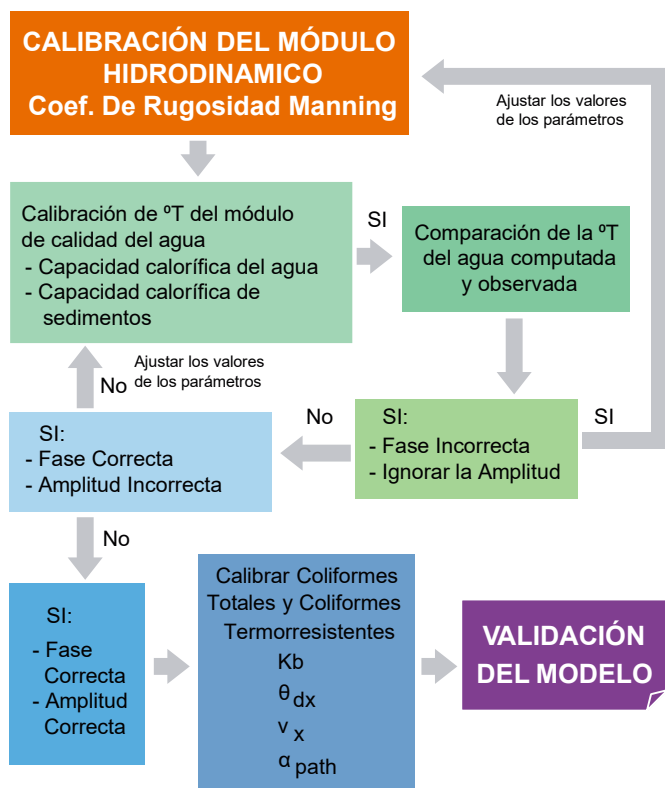 CALIBRACIÓN DEL MÓDULO
HIDRODINAMICO
Coef. De Rugosidad Manning
Ajustar los valores
de los parámetros
Calibración de ºT del módulo
de calidad del agua
- Capacidad calorífica del agua
- Capacidad calorífica de
sedimentos
SI
Comparación de la ºT
del agua computada
y observada
Ajustar los valores
de los parámetros
No
SI:
- Fase Correcta
- Amplitud Incorrecta
No
SI:
- Fase Incorrecta
- Ignorar la Amplitud
SI
No
SI:
- Fase
Correcta
- Amplitud
Correcta
Calibrar Coliformes
Totales y Coliformes
Termorresistentes
Kb
θ dx
v x
α path
VALIDACIÓN
DEL MODELO